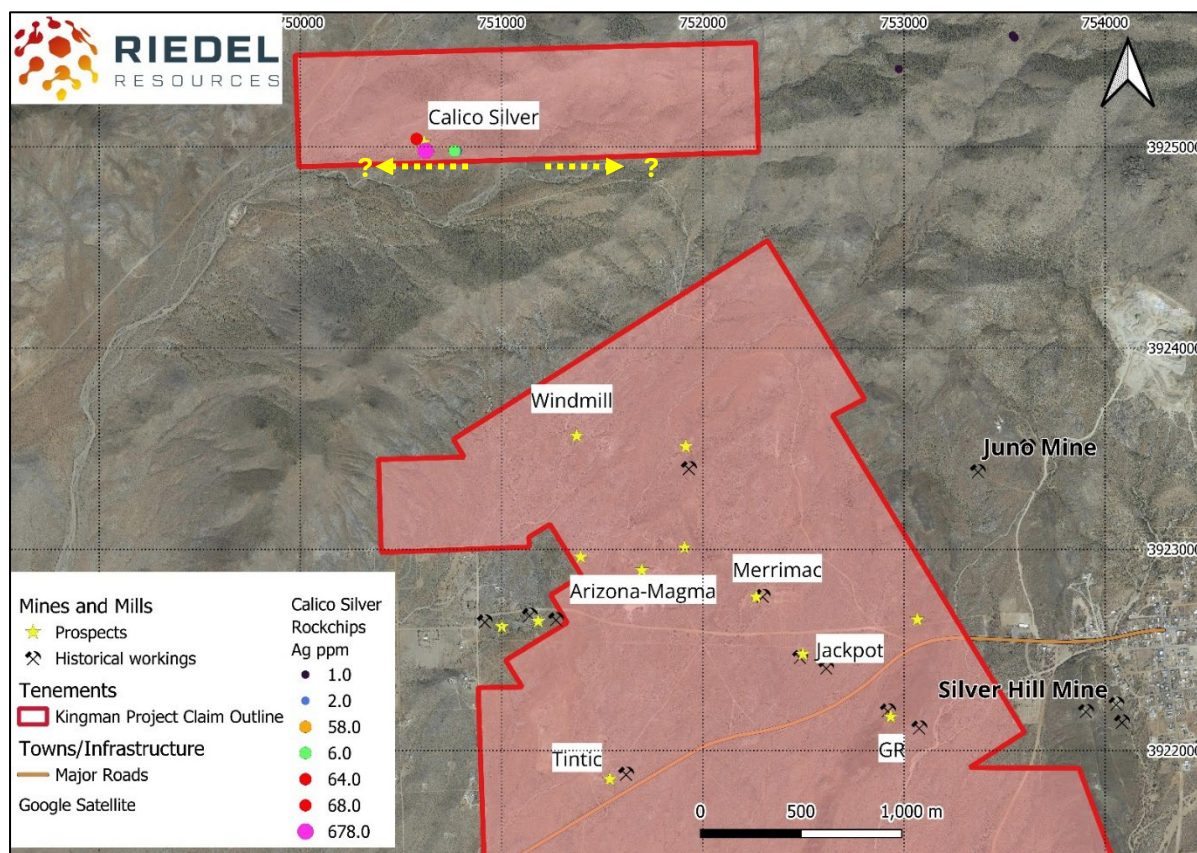 RIEDEL
RESOURCES
750000
751000
752000
753000
754000
Calico Silver
? ?
3925000
3924000
Windmill
Juno Mine
3923000
Arizona-Magma
Merrimac
Jackpot
Silver Hill Mine
GR
3922000
Tintic
0 500 1,000 m
Mines and Mills
Prospects
Historical workings
Tenements
Kingman Project Claim Outline
Towns/Infrastructure
Major Roads
Google Satellite
Calico Silver
Rockchips
Ag ppm
1.0
2.0
58.0
6.0
64.0
68.0
678.0